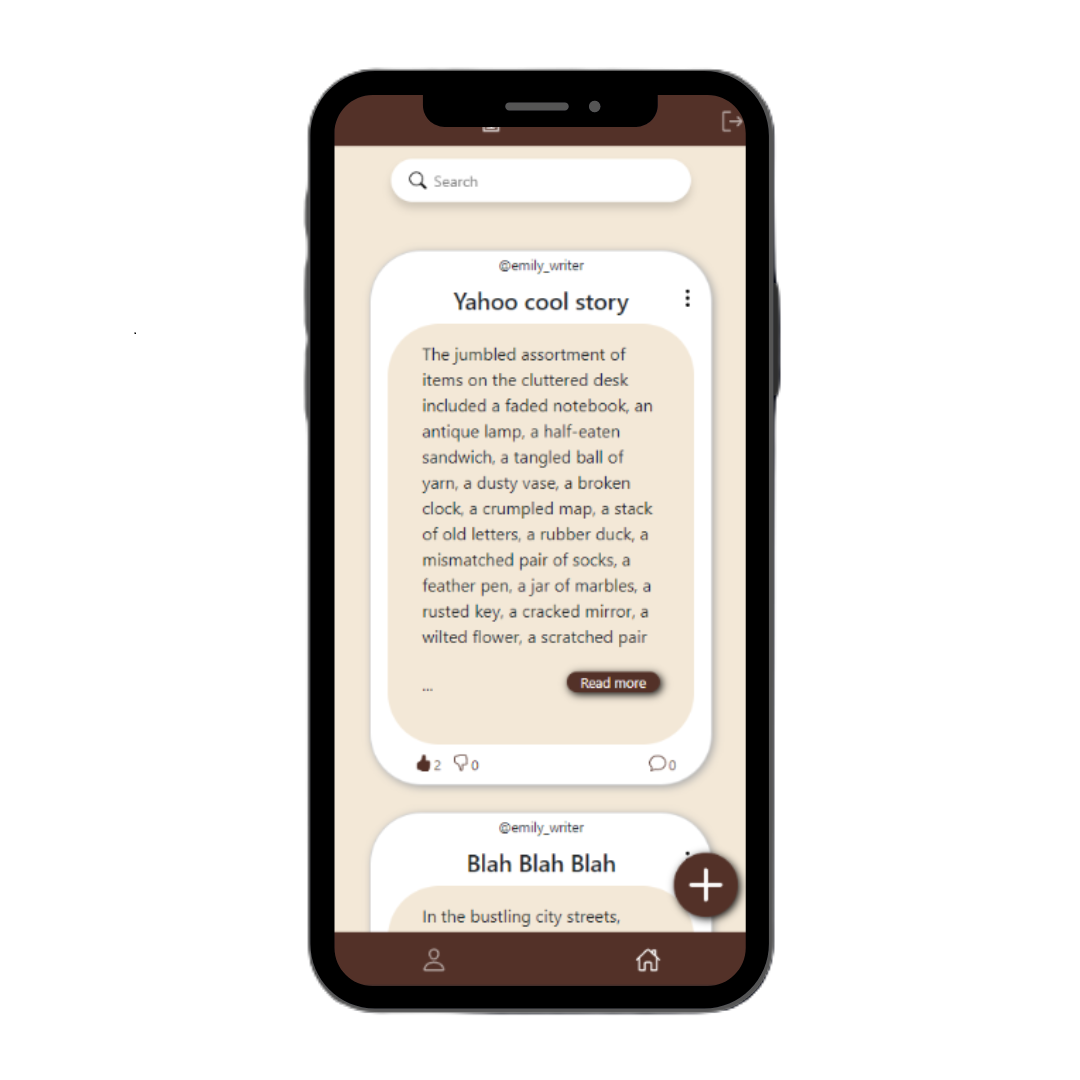 Search
@emily_writer
Yahoo cool story
The jumbled assortment of
items on the cluttered desk
included a faded notebook, an
antique lamp, a half-eaten
sandwich, a tangled ball of
yarn, a dusty vase, a broken
clock, a crumpled map, a stack
of old letters, a rubber duck, a
mismatched pair of socks, a
feather pen, a jar of marbles, a
rusted key, a cracked mirror, a
wilted flower, a scratched pair
... Read more
2 0 0
@emily_writer
Blah Blah Blah
In the bustling city streets,